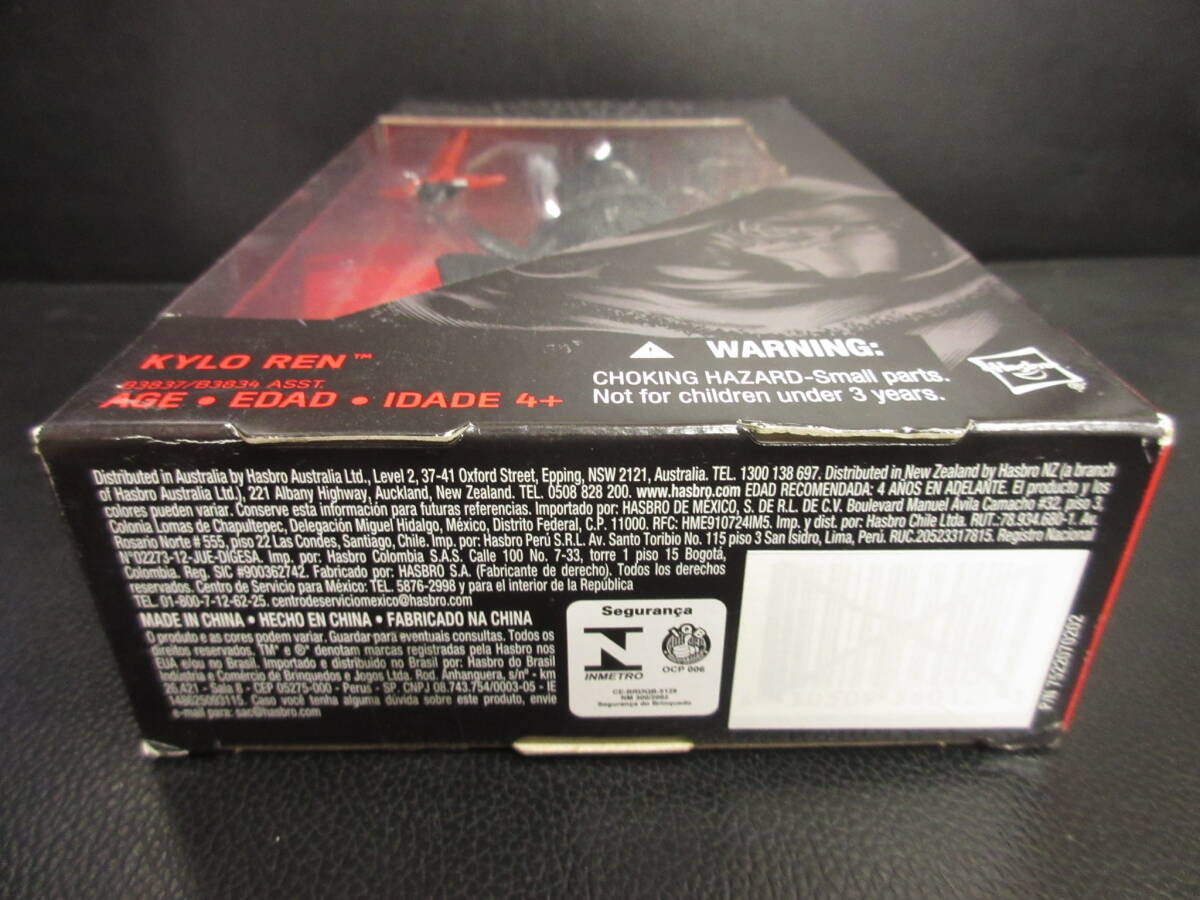 KYLO REN™
B3837/B3834 ASST.
AGE • EDAD • IDADE 4+
WARNING:
CHOKING HAZARD-Small parts.
Not for children under 3 years.
Hasbro
Distributed in Australia by Hasbro Australia Ltd., Level 2, 37-41 Oxford Street, Epping, NSW 2121, Australia. TEL. 1300 138 697. Distributed in New Zealand by Hasbro NZ (a branch
of Hasbro Australia Ltd.), 221 Albany Highway, Auckland, New Zealand. TEL. 0508 828 200. www.hasbro.com EDAD RECOMENDADA: 4 AÑOS EN ADELANTE. El producto y los
colores pueden variar. Conserve esta información para futuras referencias. Importado por: HASBRO DE MEXICO, S. DE R.L. DE C.V. Boulevard Manuel Ávila Camacho #32, piso 3,
Colonia Lomas de Chapultepec, Delegación Miguel Hidalgo, México, Distrito Federal, C.P. 11000. RFC: HME910724IM5. Imp. y dist. por: Hasbro Chile Ltda. RUT.:78.934.680-1. Av.
Rosario Norte # 555, piso 22 Las Condes, Santiago, Chile. Imp. por: Hasbro Perú S.R.L. Av. Santo Toribio No. 115 piso 3 San Isidro, Lima, Perú. RUC.20523317815. Registro Nacional
N°02273-12-JUE-DIGESA. Imp. por: Hasbro Colombia S.A.S. Calle 100 No. 7-33, torre 1 piso 15 Bogotá,
Colombia. Reg. SIC #900362742. Fabricado por: HASBRO S.A. (Fabricante de derecho). Todos los derechos
reservados. Centro de Servicio para México: TEL. 5876-2998 y para el interior de la República
TEL. 01-800-7-12-62-25. centrodeserviciomexico@hasbro.com
MADE IN CHINA • HECHO EN CHINA • FABRICADO NA CHINA
O produto e as cores podem variar. Guardar para eventuais consultas. Todos os
direitos reservados. TM* e ®* denotam marcas registradas pela Hasbro nos
EUA e/ou no Brasil. Importado e distribuído no Brasil por: Hasbro do Brasil
Indústria e Comércio de Brinquedos e Jogos Ltda. Rod. Anhanguera, s/nº - km
26.421 - Sala 8 - CEP 05275-000 - Perus - SP. CNPJ 08.743.754/0003-05 - IE
148625093115. Caso você tenha alguma dúvida sobre este produto, envie
e-mail para: sac@hasbro.com
Segurança
INMETRO
OCP 006
NM 300/2002
Segurança do Brinquedo
P/N 7522670202